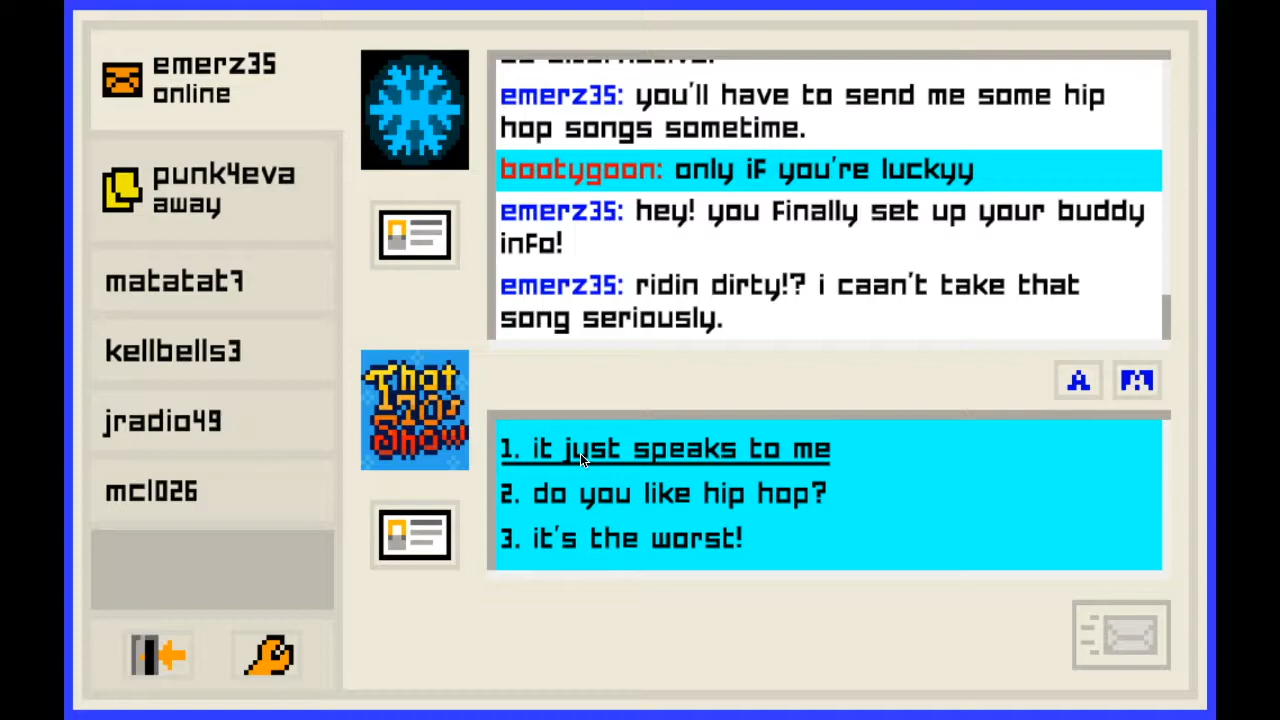 emerz35
online
punk4eva
away
matatat7
kellbells3
jradio49
mcl026
emerz35: you'll have to send me some hip
hop songs sometime.
bootygoon: only if you're luckyy
emerz35: hey! you finally set up your buddy
info!
emerz35: ridin dirty!? i caan't take that
song seriously.
That
70s
Show
A
M
1. it just speaks to me
2. do you like hip hop?
3. it's the worst!